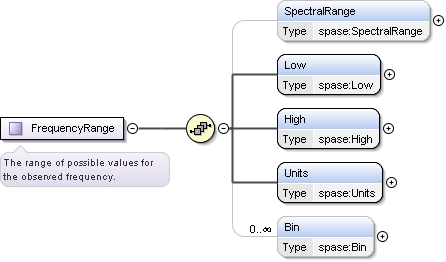 SpectralRange
Type spase:SpectralRange
Low
Type spase:Low
FrequencyRange
High
Type spase:High
The range of possible values for
the observed frequency.
Units
Type spase:Units
0..∞
Bin
Type spase:Bin